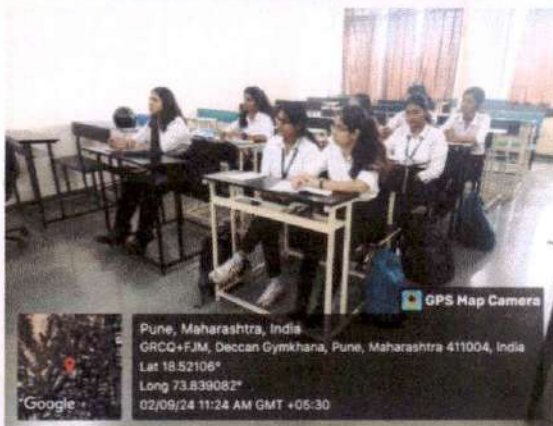 GPS Map Camera
Pune, Maharashtra, India
GRCQ+FJM, Deccan Gymkhana, Pune, Maharashtra 411004, India
Lat 18.52106°
Long 73.839082°
02/09/24 11:24 AM GMT +05:30
Google